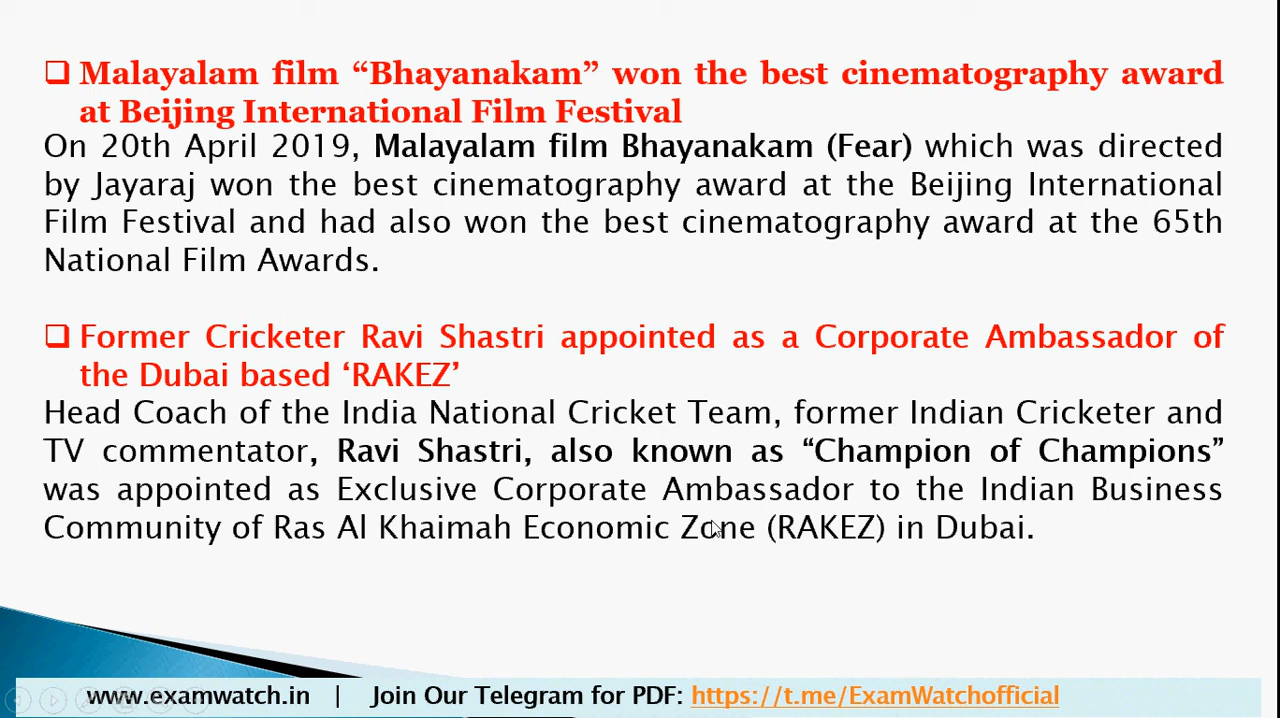 ❑ Malayalam film “Bhayanakam” won the best cinematography award
at Beijing International Film Festival
On 20th April 2019, Malayalam film Bhayanakam (Fear) which was directed
by Jayaraj won the best cinematography award at the Beijing International
Film Festival and had also won the best cinematography award at the 65th
National Film Awards.
❑ Former Cricketer Ravi Shastri appointed as a Corporate Ambassador of
the Dubai based ‘RAKEZ’
Head Coach of the India National Cricket Team, former Indian Cricketer and
TV commentator, Ravi Shastri, also known as “Champion of Champions”
was appointed as Exclusive Corporate Ambassador to the Indian Business
Community of Ras Al Khaimah Economic Zone (RAKEZ) in Dubai.
www.examwatch.in | Join Our Telegram for PDF: https://t.me/ExamWatchofficial